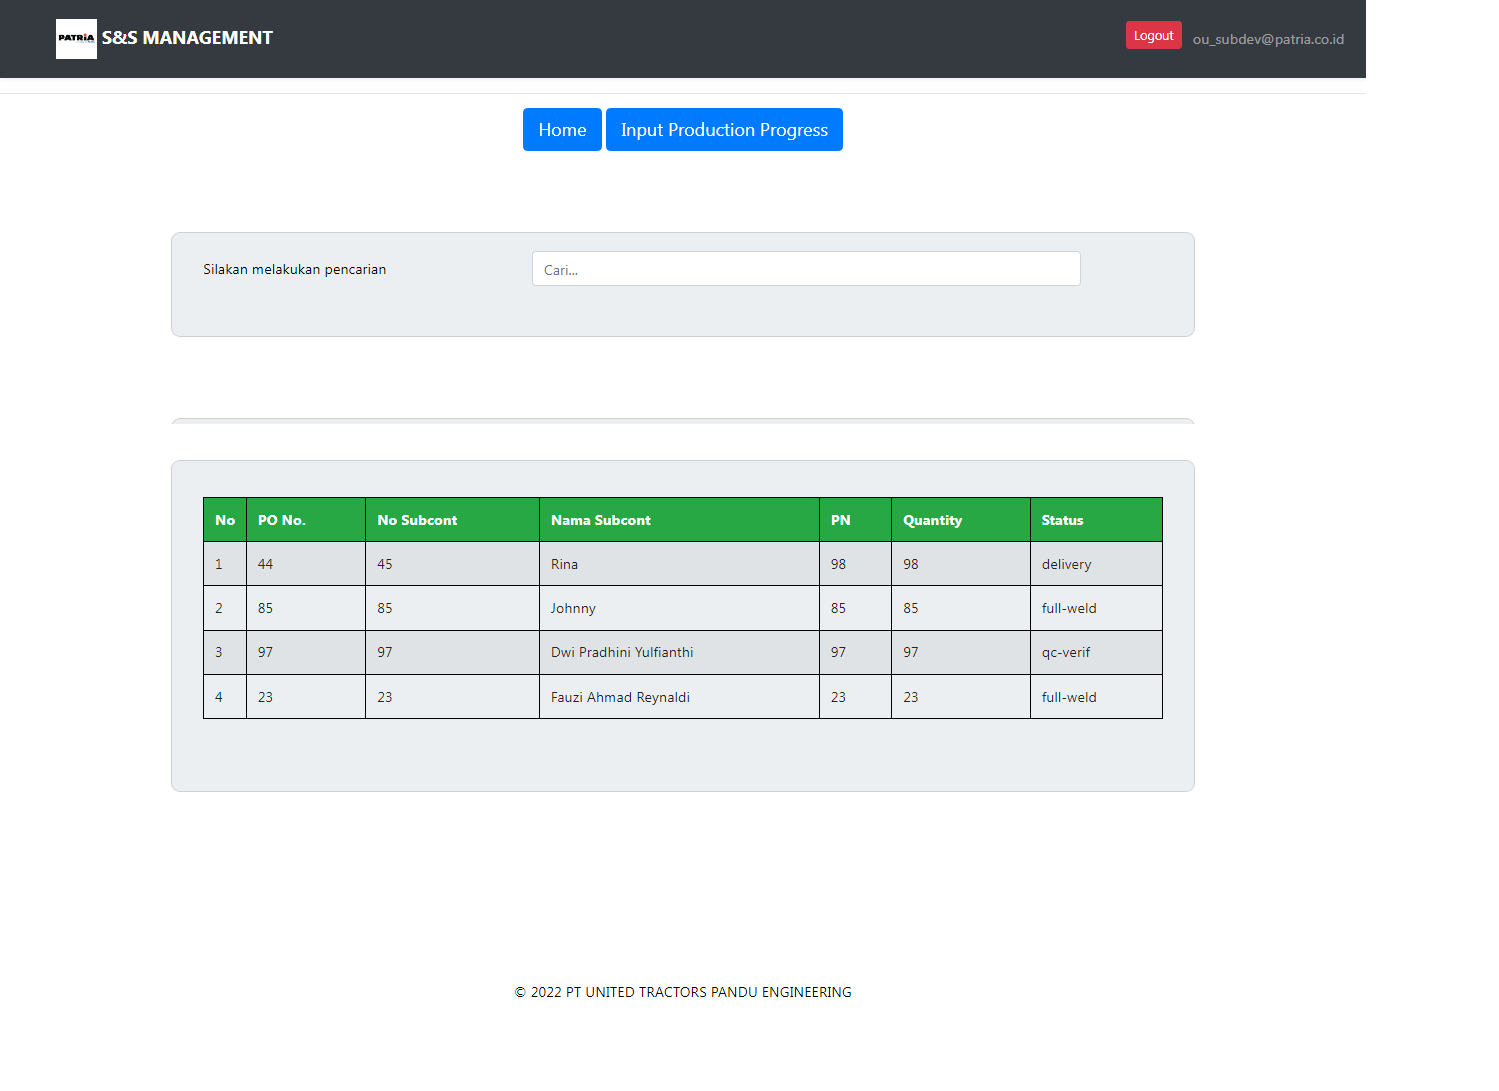 PATRIA S&S MANAGEMENT Logout ou_subdev@patria.co.id
Home Input Production Progress
Silakan melakukan pencarian Cari...
No PO No. No Subcont Nama Subcont PN Quantity Status
1 44 45 Rina 98 98 delivery
2 85 85 Johnny 85 85 full-weld
3 97 97 Dwi Pradhini Yulfianthi 97 97 qc-verif
4 23 23 Fauzi Ahmad Reynaldi 23 23 full-weld
© 2022 PT UNITED TRACTORS PANDU ENGINEERING